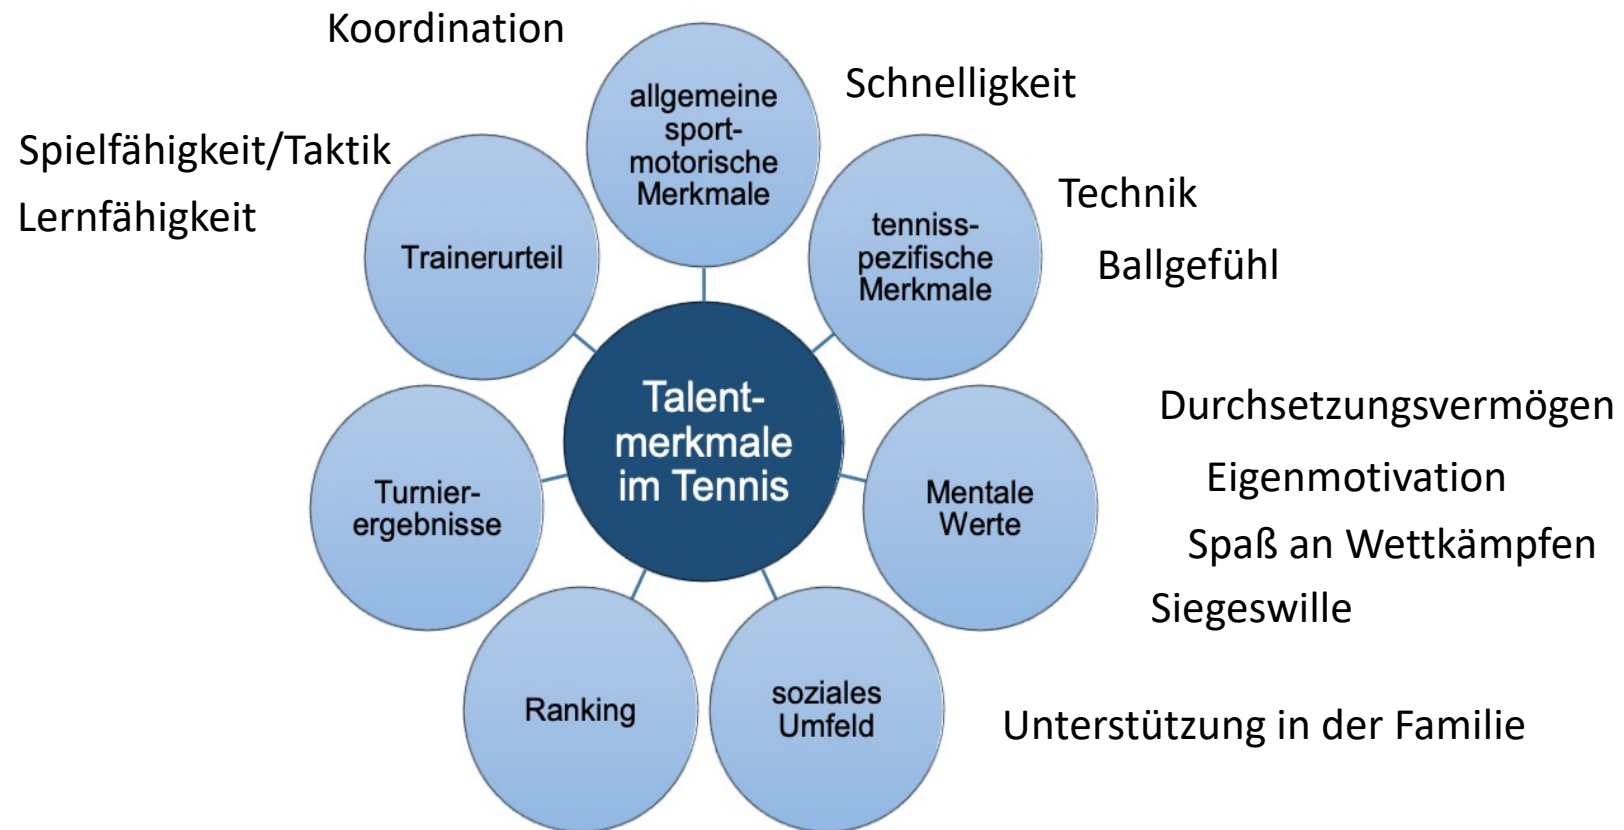 Koordination
allgemeine
sport-
motorische
Merkmale
Schnelligkeit
Spielfähigkeit/Taktik
Lernfähigkeit
Trainerurteil
tenniss-
pezifische
Merkmale
Technik
Ballgefühl
Talent-
merkmale
im Tennis
Turnier-
ergebnisse
Mentale
Werte
Durchsetzungsvermögen
Eigenmotivation
Spaß an Wettkämpfen
Siegeswille
Ranking
soziales
Umfeld
Unterstützung in der Familie